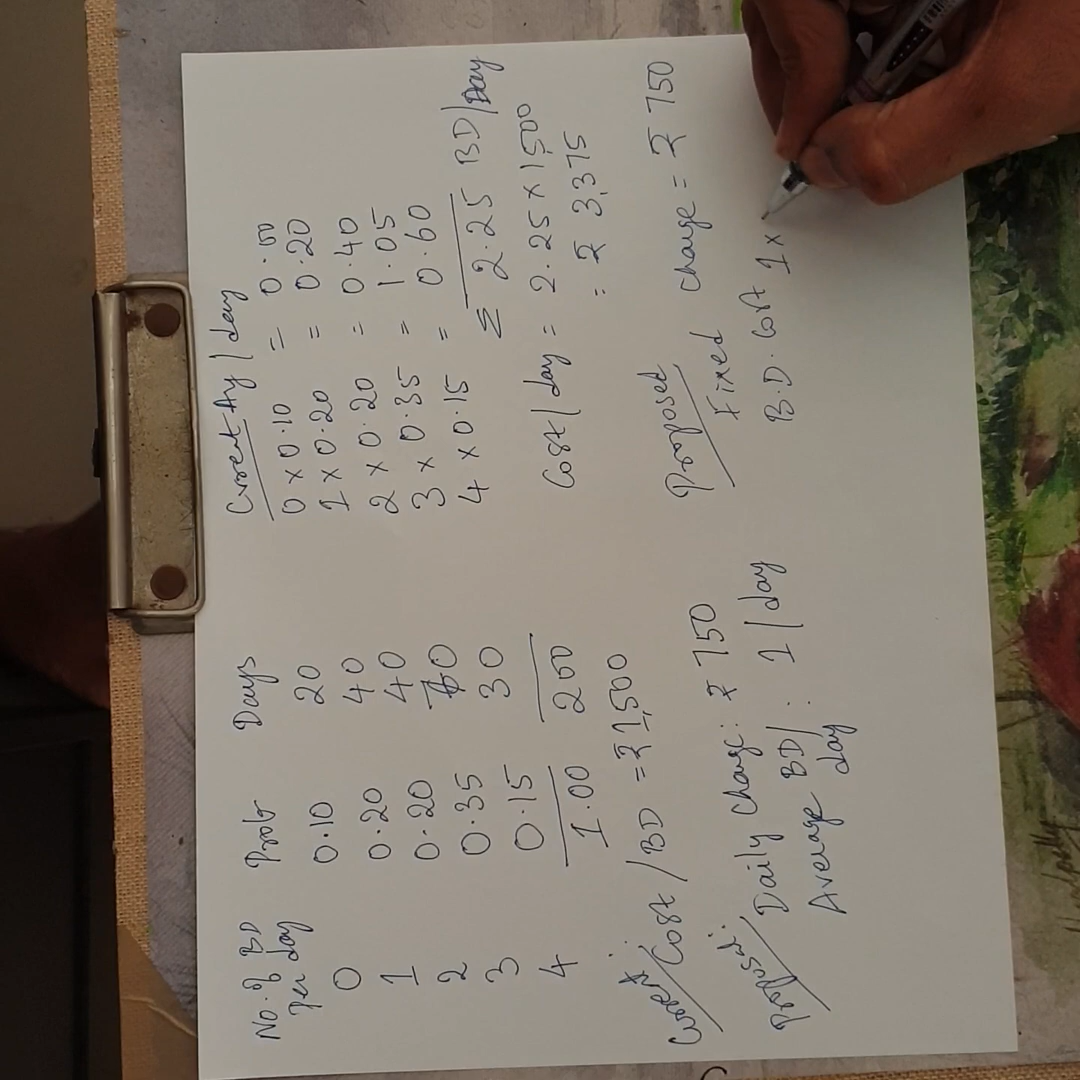 No. of BD Prob Days
per day
0 0.10 20
1 0.20 40
2 0.20 40
3 0.35 70
4 0.15 30
1.00 200
Current: Cost/BD = ₹1,500
Proposed: Daily Charge: ₹ 750
Average BD/ : 1/day
day
Current Avg/day
0 × 0.10 = 0.00
1 × 0.20 = 0.20
2 × 0.20 = 0.40
3 × 0.35 = 1.05
4 × 0.15 = 0.60
Σ 2.25 BD/Day
Cost/day = 2.25 × 1,500
= ₹ 3,375
Proposed
Fixed Charge = ₹ 750
B.D. Cost 1 ×